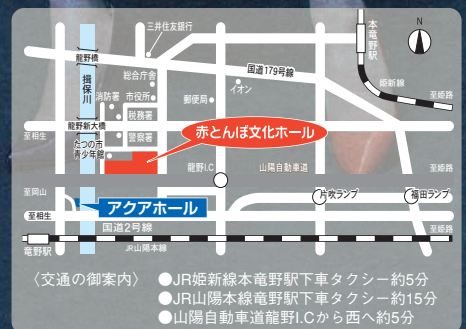 三井住友銀行
本竜野駅
N
龍野橋
国道179号線
姫新線
総合庁舎
イオン
揖保川
消防署
市役所
郵便局
至姫路
税務署
龍野新大橋
至相生
警察署
赤とんぼ文化ホール
たつの市
青少年館
龍野I.C
山陽自動車道
至姫路
至岡山
片吹ランプ
福田ランプ
アクアホール
至相生
国道2号線
至姫路
竜野駅
JR山陽本線
〈交通の御案内〉 ●JR姫新線本竜野駅下車タクシー約5分
●JR山陽本線竜野駅下車タクシー約15分
●山陽自動車道龍野I.Cから西へ約5分